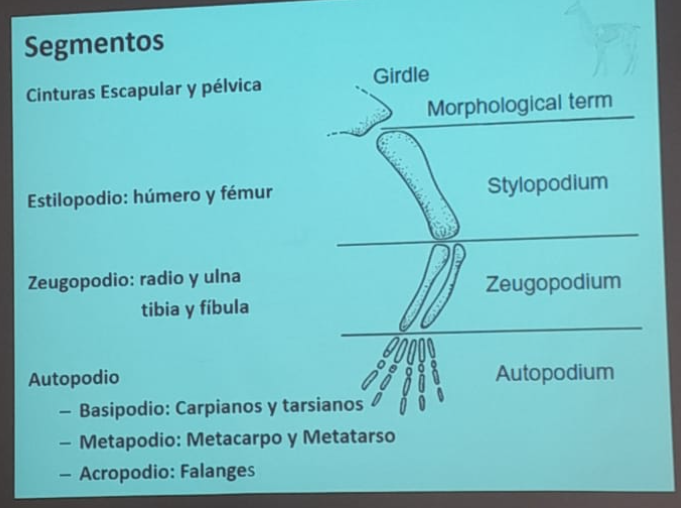 Segmentos
Cinturas Escapular y pélvica
Girdle
Morphological term
Estilopodio: húmero y fémur
Stylopodium
Zeugopodio: radio y ulna
tibia y fíbula
Zeugopodium
Autopodio
Autopodium
– Basipodio: Carpianos y tarsianos
– Metapodio: Metacarpo y Metatarso
– Acropodio: Falanges